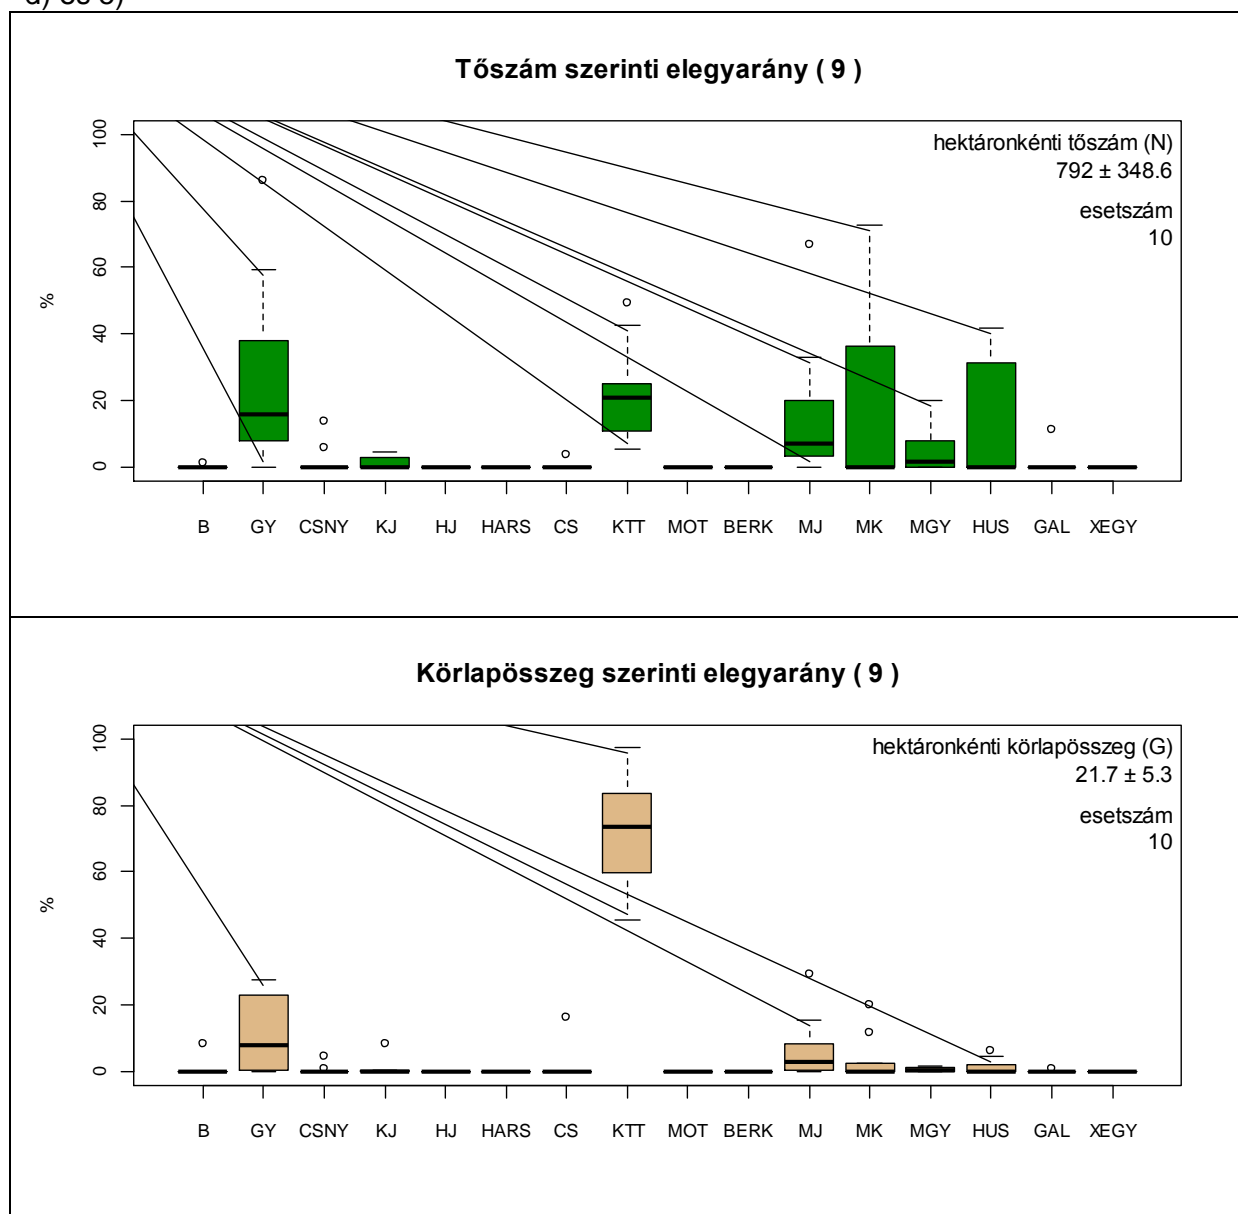 d) és e)
Tőszám szerinti elegyarány ( 9 )
hektáronkénti tőszám (N)
792 ± 348.6
esetszám
10
100
80
60
40
20
0
%
B GY CSNY KJ HJ HARS CS KTT MOT BERK MJ MK MGY HUS GAL XEGY
Körlapösszeg szerinti elegyarány ( 9 )
hektáronkénti körlapösszeg (G)
21.7 ± 5.3
esetszám
10
100
80
60
40
20
0
%
B GY CSNY KJ HJ HARS CS KTT MOT BERK MJ MK MGY HUS GAL XEGY